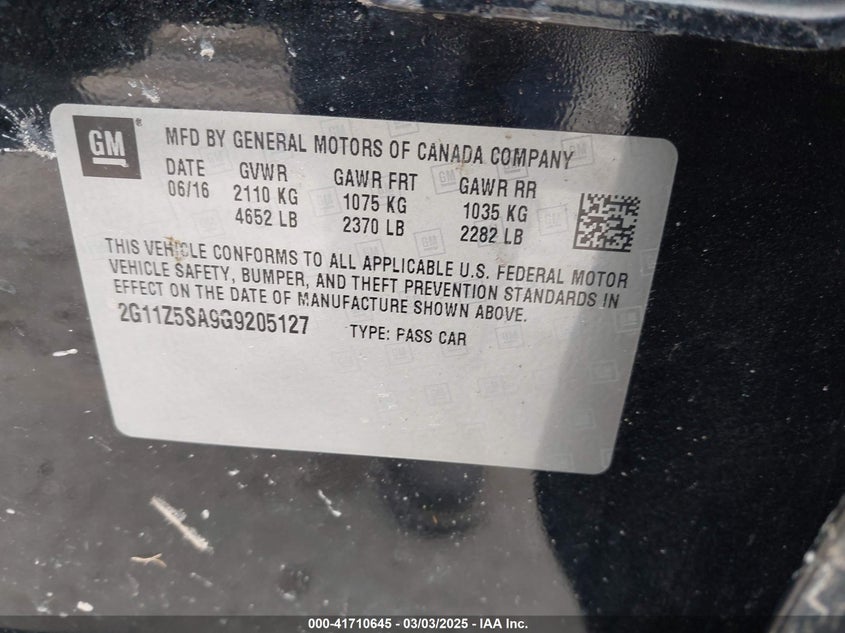 GM ®
MFD BY GENERAL MOTORS OF CANADA COMPANY
DATE GVWR GAWR FRT GAWR RR
06/16 2110 KG 1075 KG 1035 KG
4652 LB 2370 LB 2282 LB
THIS VEHICLE CONFORMS TO ALL APPLICABLE U.S. FEDERAL MOTOR
VEHICLE SAFETY, BUMPER, AND THEFT PREVENTION STANDARDS IN
EFFECT ON THE DATE OF MANUFACTURE SHOWN ABOVE.
2G11Z5SA9G9205127 TYPE: PASS CAR
000-41710645 - 03/03/2025 - IAA Inc.